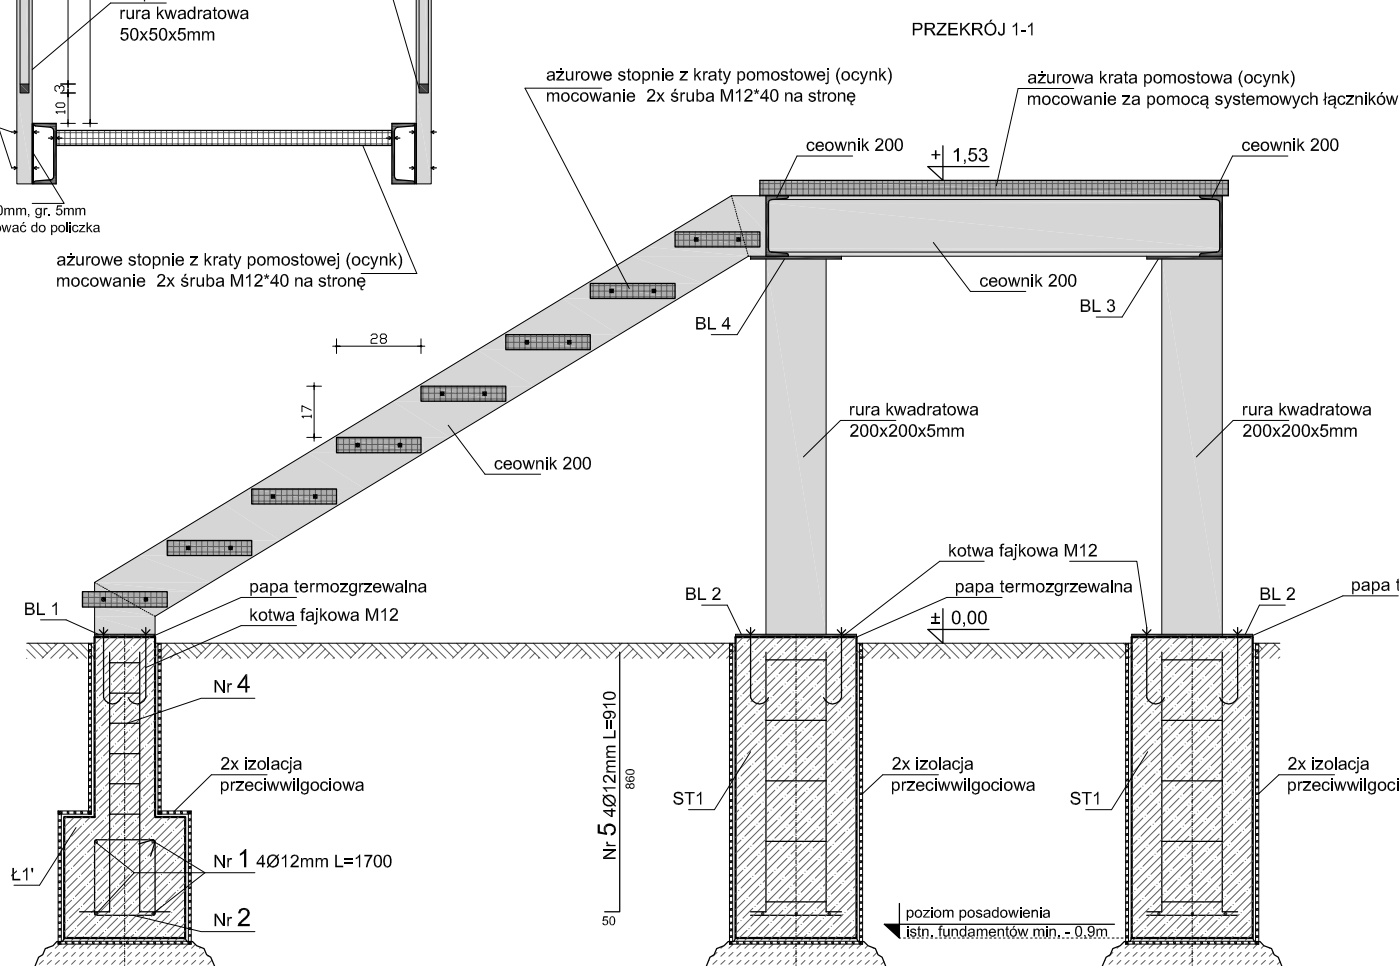 rura kwadratowa
50x50x5mm
3
10
0mm, gr. 5mm
ować do policzka
ażurowe stopnie z kraty pomostowej (ocynk)
mocowanie 2x śruba M12*40 na stronę
PRZEKRÓJ 1-1
ażurowe stopnie z kraty pomostowej (ocynk)
mocowanie 2x śruba M12*40 na stronę
ażurowa krata pomostowa (ocynk)
mocowanie za pomocą systemowych łączników
ceownik 200
± 1,53
ceownik 200
ceownik 200
BL 4
BL 3
28
17
ceownik 200
rura kwadratowa
200x200x5mm
rura kwadratowa
200x200x5mm
BL 1
papa termozgrzewalna
kotwa fajkowa M12
kotwa fajkowa M12
BL 2
papa termozgrzewalna
± 0,00
BL 2
papa t
Nr 4
2x izolacja
przeciwwilgociowa
Nr 5 4Ø12mm L=910
860
50
ST1
2x izolacja
przeciwwilgociowa
ST1
2x izolacja
przeciwwilgoci
Ł1'
Nr 1 4Ø12mm L=1700
Nr 2
poziom posadowienia
istn. fundamentów min. - 0,9m